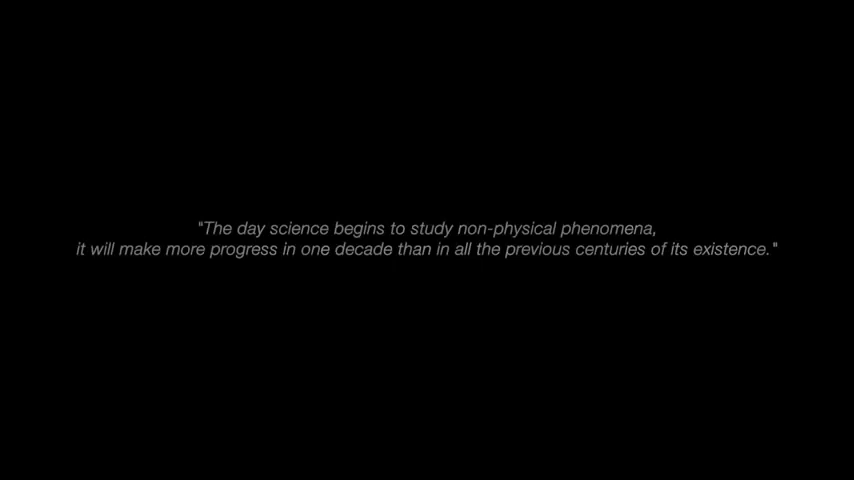 "The day science begins to study non-physical phenomena,
it will make more progress in one decade than in all the previous centuries of its existence."